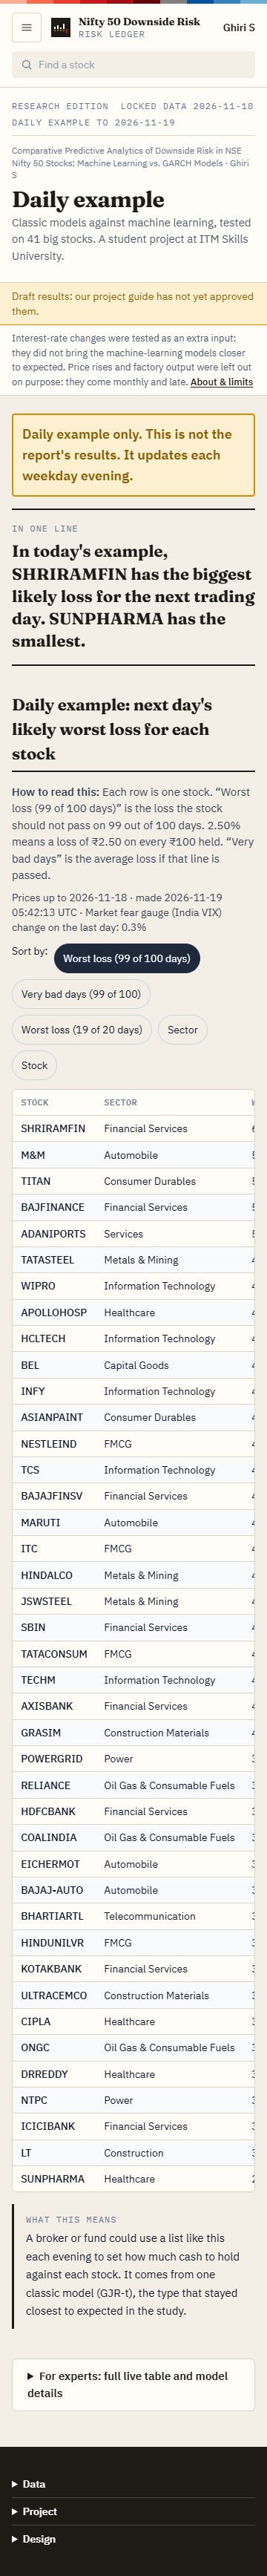 Nifty 50 Downside Risk
RISK LEDGER
Ghiri S
Find a stock
RESEARCH EDITION LOCKED DATA 2026-11-18
DAILY EXAMPLE TO 2026-11-19
Comparative Predictive Analytics of Downside Risk in NSE
Nifty 50 Stocks: Machine Learning vs. GARCH Models · Ghiri
S
Daily example
Classic models against machine learning, tested
on 41 big stocks. A student project at ITM Skills
University.
Draft results: our project guide has not yet approved
them.
Interest-rate changes were tested as an extra input:
they did not bring the machine-learning models closer
to expected. Price rises and factory output were left out
on purpose: they come monthly and late. About & limits
Daily example only. This is not the
report's results. It updates each
weekday evening.
IN ONE LINE
In today's example,
SHRIRAMFIN has the biggest
likely loss for the next trading
day. SUNPHARMA has the
smallest.
Daily example: next day's
likely worst loss for each
stock
How to read this: Each row is one stock. “Worst
loss (99 of 100 days)” is the loss the stock
should not pass on 99 out of 100 days. 2.50%
means a loss of ₹2.50 on every ₹100 held. “Very
bad days” is the average loss if that line is
passed.
Prices up to 2026-11-18 · made 2026-11-19
05:42:13 UTC · Market fear gauge (India VIX)
change on the last day: 0.3%
Sort by:
Worst loss (99 of 100 days)
Very bad days (99 of 100)
Worst loss (19 of 20 days)
Sector
Stock
STOCK SECTOR
SHRIRAMFIN Financial Services
M&M Automobile
TITAN Consumer Durables
BAJFINANCE Financial Services
ADANIPORTS Services
TATASTEEL Metals & Mining
WIPRO Information Technology
APOLLOHOSP Healthcare
HCLTECH Information Technology
BEL Capital Goods
INFY Information Technology
ASIANPAINT Consumer Durables
NESTLEIND FMCG
TCS Information Technology
BAJAJFINSV Financial Services
MARUTI Automobile
ITC FMCG
HINDALCO Metals & Mining
JSWSTEEL Metals & Mining
SBIN Financial Services
TATACONSUM FMCG
TECHM Information Technology
AXISBANK Financial Services
GRASIM Construction Materials
POWERGRID Power
RELIANCE Oil Gas & Consumable Fuels
HDFCBANK Financial Services
COALINDIA Oil Gas & Consumable Fuels
EICHERMOT Automobile
BAJAJ-AUTO Automobile
BHARTIARTL Telecommunication
HINDUNILVR FMCG
KOTAKBANK Financial Services
ULTRACEMCO Construction Materials
CIPLA Healthcare
ONGC Oil Gas & Consumable Fuels
DRREDDY Healthcare
NTPC Power
ICICIBANK Financial Services
LT Construction
SUNPHARMA Healthcare
WHAT THIS MEANS
A broker or fund could use a list like this
each evening to set how much cash to hold
against each stock. It comes from one
classic model (GJR-t), the type that stayed
closest to expected in the study.
For experts: full live table and model
details
Data
Project
Design